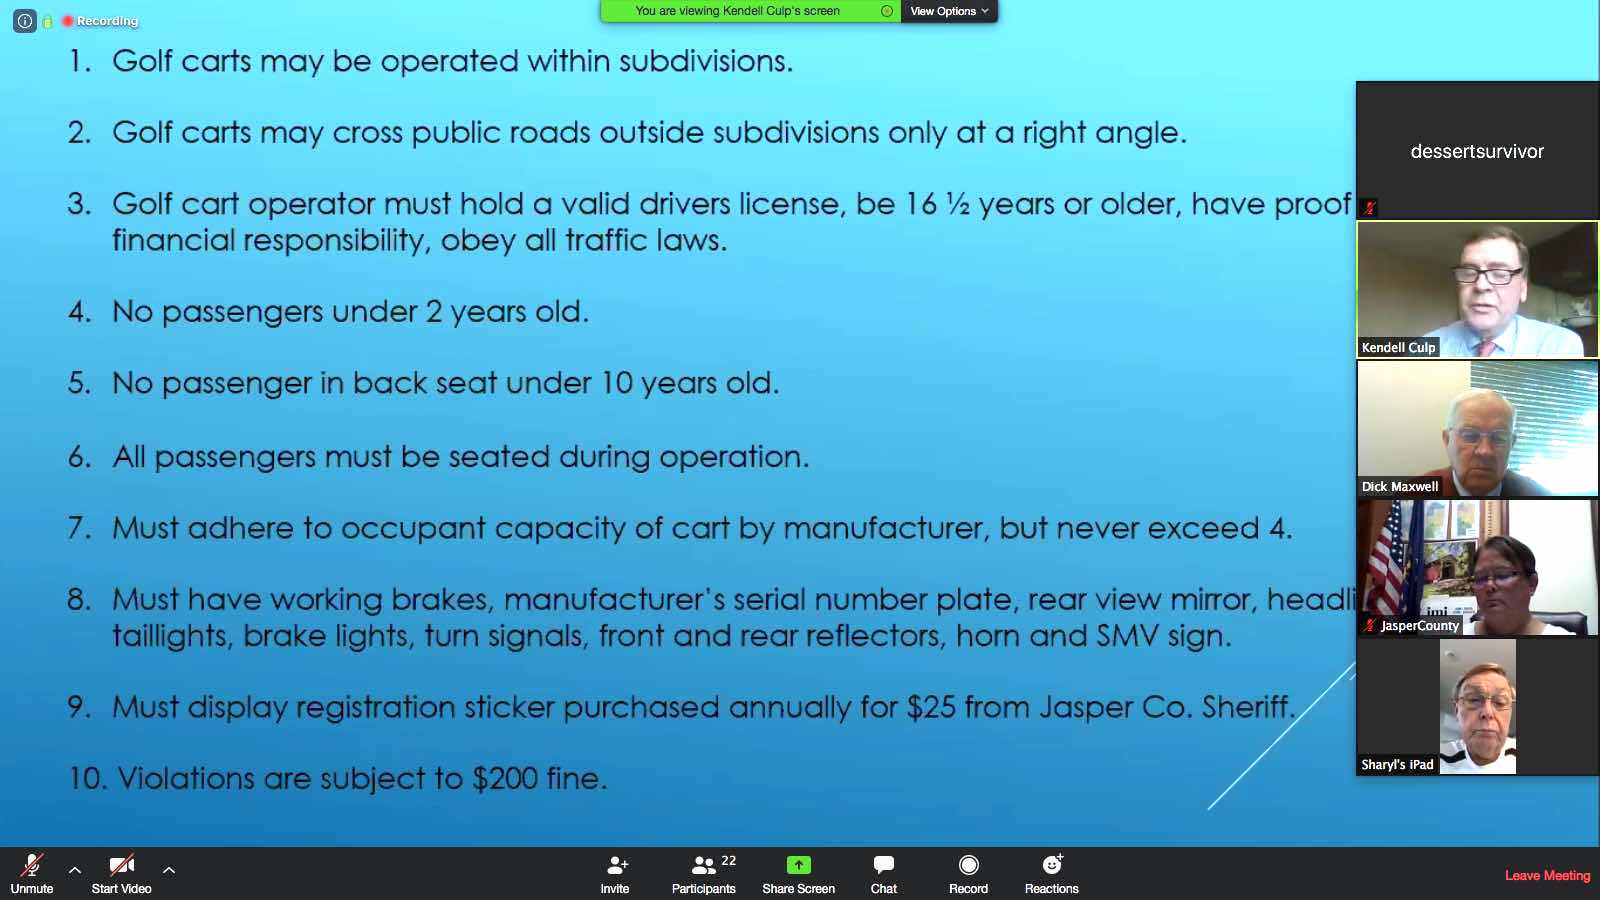 Recording
You are viewing Kendell Culp's screen
View Options
1. Golf carts may be operated within subdivisions.
2. Golf carts may cross public roads outside subdivisions only at a right angle.
3. Golf cart operator must hold a valid drivers license, be 16 ½ years or older, have proof
financial responsibility, obey all traffic laws.
4. No passengers under 2 years old.
5. No passenger in back seat under 10 years old.
6. All passengers must be seated during operation.
7. Must adhere to occupant capacity of cart by manufacturer, but never exceed 4.
8. Must have working brakes, manufacturer's serial number plate, rear view mirror, headli
taillights, brake lights, turn signals, front and rear reflectors, horn and SMV sign.
9. Must display registration sticker purchased annually for $25 from Jasper Co. Sheriff.
10. Violations are subject to $200 fine.
dessertsurvivor
Kendell Culp
Dick Maxwell
imi
JasperCounty
Sharyl's iPad
Unmute
Start Video
Invite
22
Participants
Share Screen
Chat
Record
Reactions
Leave Meeting